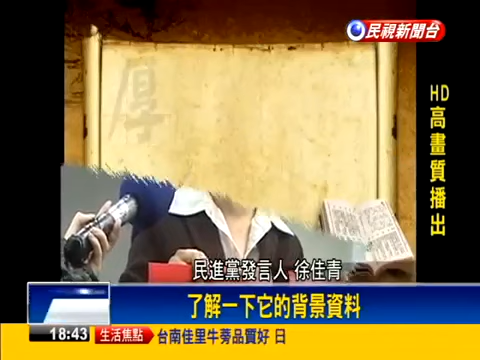 民視新聞台
HD高畫質播出
厚
民進黨發言人 徐佳青
了解一下它的背景資料
18:43 生活焦點 台南佳里牛蒡品質好 日